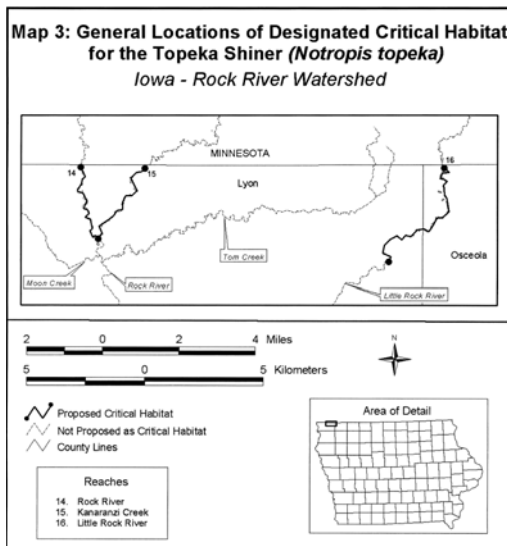 Map 3: General Locations of Designated Critical Habitat
for the Topeka Shiner (Notropis topeka)
Iowa - Rock River Watershed
MINNESOTA
14
15
16
Lyon
Osceola
Moon Creek
Rock River
Tom Creek
Little Rock River
2 0 2 4 Miles
5 0 5 Kilometers
N
Proposed Critical Habitat
Not Proposed as Critical Habitat
County Lines
Area of Detail
Reaches
14. Rock River
15. Kanaranzi Creek
16. Little Rock River